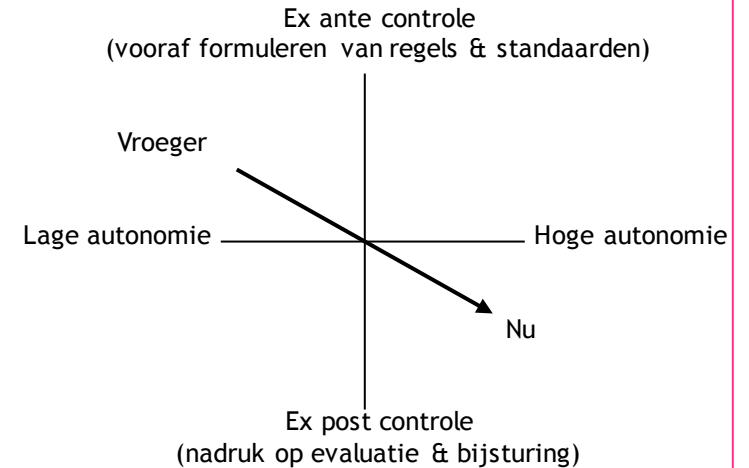 Ex ante controle
(vooraf formuleren van regels & standaarden)
Vroeger
Lage autonomie
Hoge autonomie
Nu
Ex post controle
(nadruk op evaluatie & bijsturing)